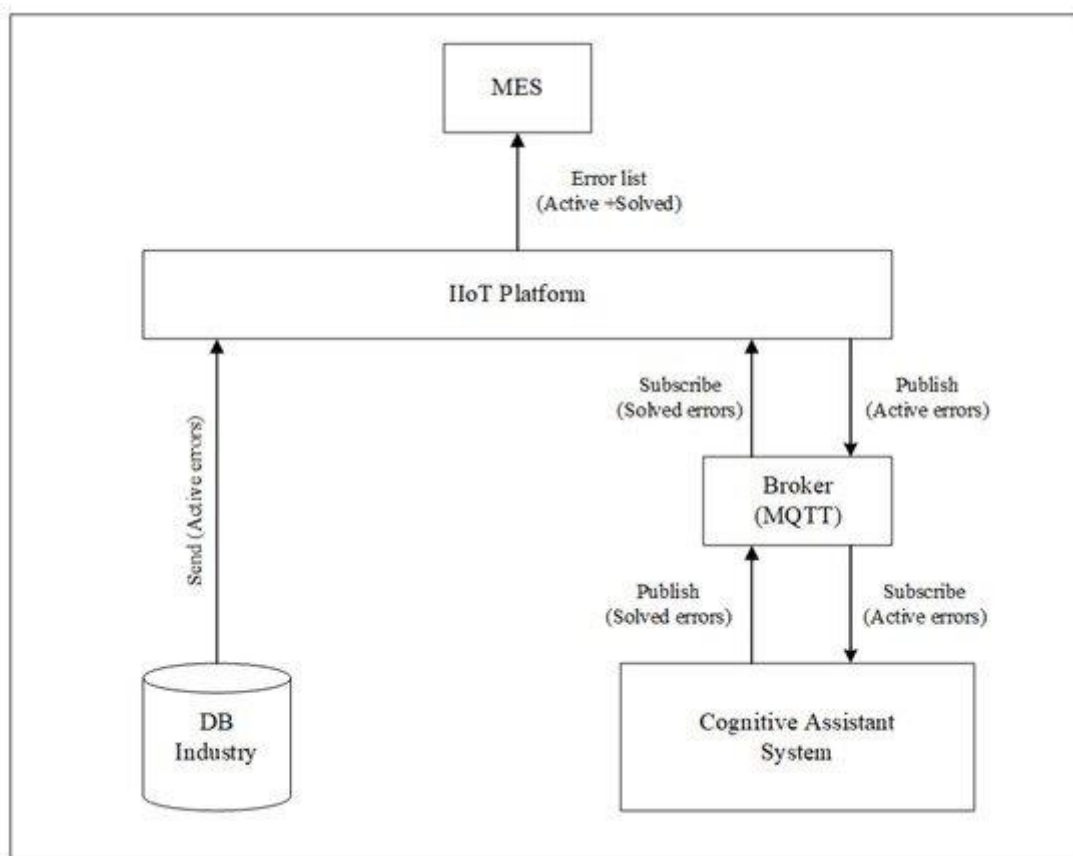 MES
Error list
(Active +Solved)
IIoT Platform
Send (Active errors)
Subscribe
(Solved errors)
Publish
(Active errors)
Broker
(MQTT)
Publish
(Solved errors)
Subscribe
(Active errors)
DB
Industry
Cognitive Assistant
System